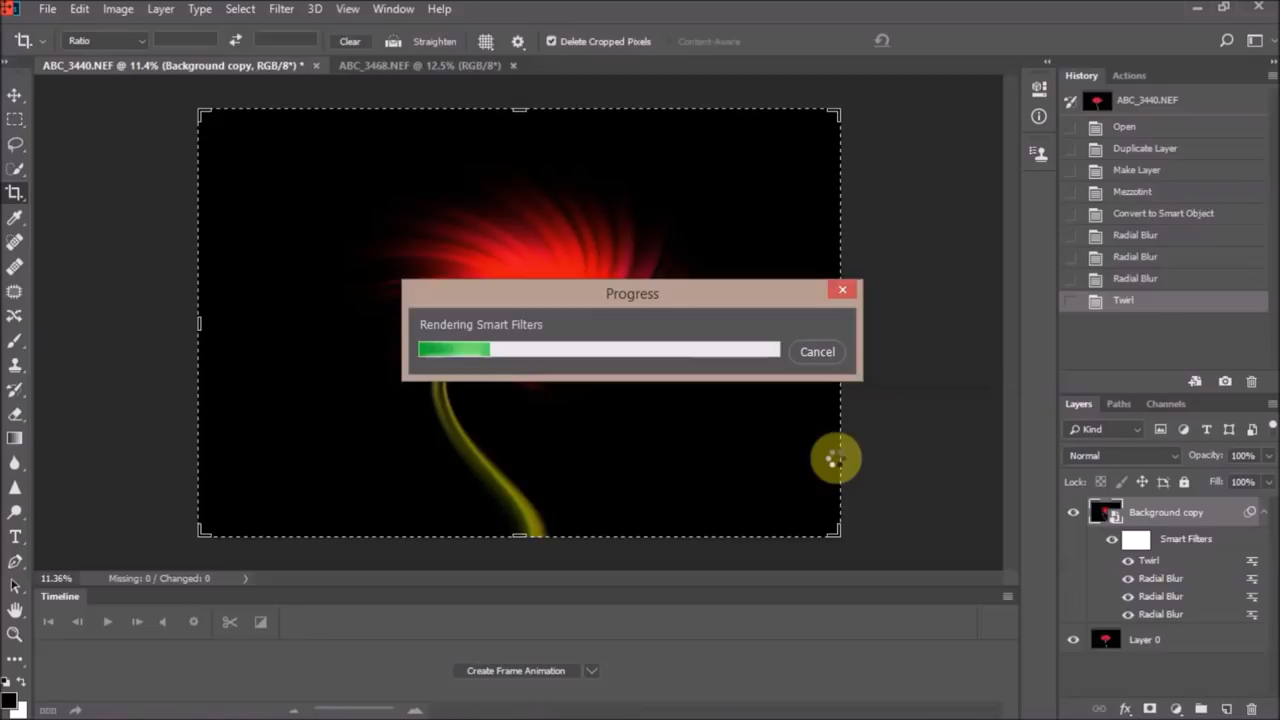 File Edit Image Layer Type Select Filter 3D View Window Help
Ratio Clear Straighten Delete Cropped Pixels Content-Aware
ABC_3440.NEF @ 11.4% (Background copy, RGB/8*) * ABC_3468.NEF @ 12.5% (RGB/8*)
History Actions
ABC_3440.NEF
Open
Duplicate Layer
Make Layer
Mezzotint
Convert to Smart Object
Radial Blur
Radial Blur
Radial Blur
Twirl
Progress
Rendering Smart Filters
Cancel
Layers Paths Channels
Kind
Normal Opacity: 100%
Lock: Fill: 100%
Background copy
Smart Filters
Twirl
Radial Blur
Radial Blur
Radial Blur
Layer 0
11.36% Missing: 0 / Changed: 0
Timeline
Create Frame Animation